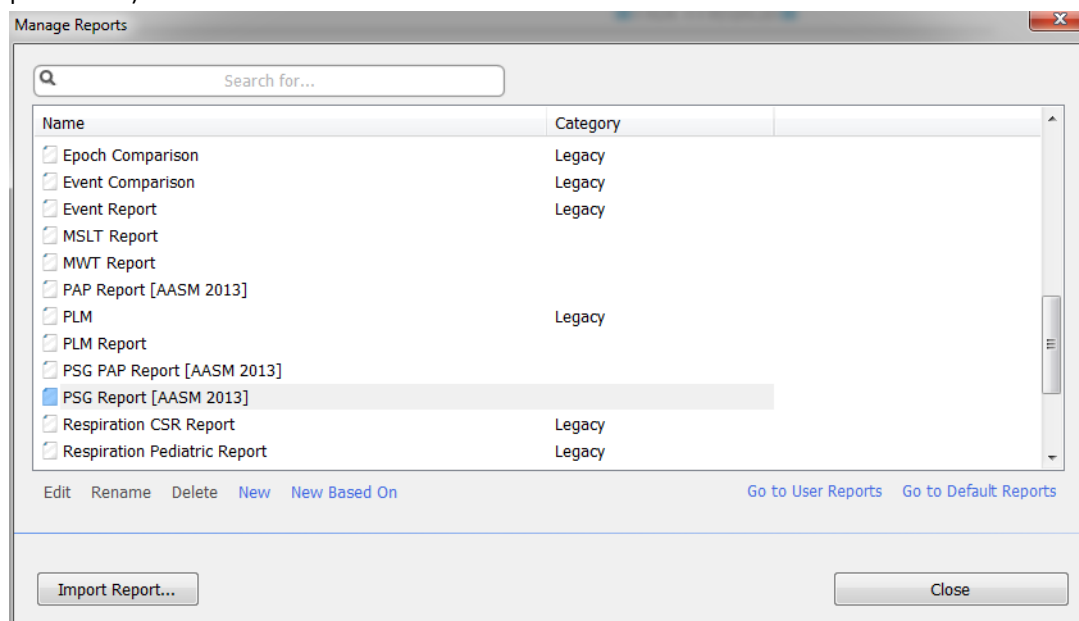 Manage Reports
Search for...
Name Category
Epoch Comparison Legacy
Event Comparison Legacy
Event Report Legacy
MSLT Report
MWT Report
PAP Report [AASM 2013]
PLM Legacy
PLM Report
PSG PAP Report [AASM 2013]
PSG Report [AASM 2013]
Respiration CSR Report Legacy
Respiration Pediatric Report Legacy
Edit Rename Delete New New Based On Go to User Reports Go to Default Reports
Import Report... Close